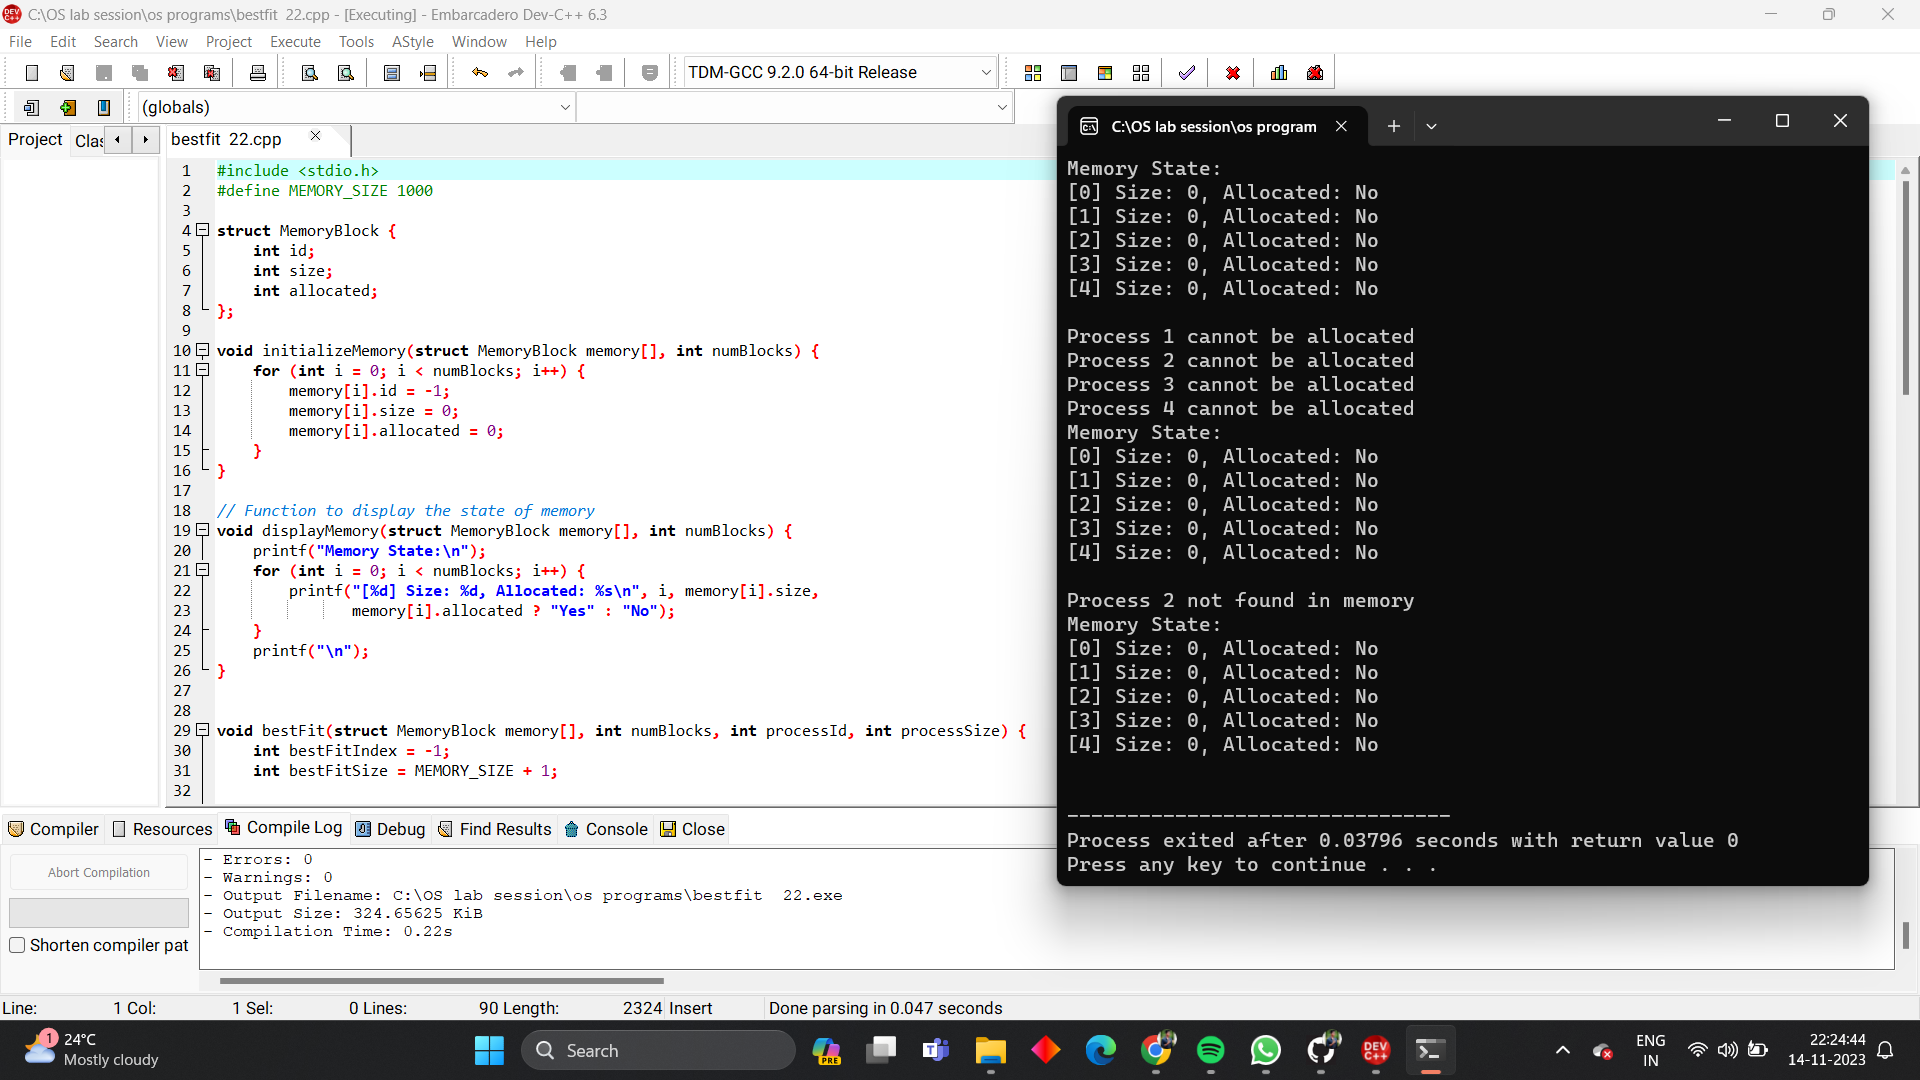 C:\OS lab session\os programs\bestfit 22.cpp - [Executing] - Embarcadero Dev-C++ 6.3
File Edit Search View Project Execute Tools AStyle Window Help
TDM-GCC 9.2.0 64-bit Release
(globals)
Project Clas bestfit 22.cpp
1 #include <stdio.h>
2 #define MEMORY_SIZE 1000
3
4 struct MemoryBlock {
5 int id;
6 int size;
7 int allocated;
8 };
9
10 void initializeMemory(struct MemoryBlock memory[], int numBlocks) {
11 for (int i = 0; i < numBlocks; i++) {
12 memory[i].id = -1;
13 memory[i].size = 0;
14 memory[i].allocated = 0;
15 }
16 }
17
18 // Function to display the state of memory
19 void displayMemory(struct MemoryBlock memory[], int numBlocks) {
20 printf("Memory State:\n");
21 for (int i = 0; i < numBlocks; i++) {
22 printf("[%d] Size: %d, Allocated: %s\n", i, memory[i].size,
23 memory[i].allocated ? "Yes" : "No");
24 }
25 printf("\n");
26 }
27
28
29 void bestFit(struct MemoryBlock memory[], int numBlocks, int processId, int processSize) {
30 int bestFitIndex = -1;
31 int bestFitSize = MEMORY_SIZE + 1;
32
C:\OS lab session\os program
Memory State:
[0] Size: 0, Allocated: No
[1] Size: 0, Allocated: No
[2] Size: 0, Allocated: No
[3] Size: 0, Allocated: No
[4] Size: 0, Allocated: No
Process 1 cannot be allocated
Process 2 cannot be allocated
Process 3 cannot be allocated
Process 4 cannot be allocated
Memory State:
[0] Size: 0, Allocated: No
[1] Size: 0, Allocated: No
[2] Size: 0, Allocated: No
[3] Size: 0, Allocated: No
[4] Size: 0, Allocated: No
Process 2 not found in memory
Memory State:
[0] Size: 0, Allocated: No
[1] Size: 0, Allocated: No
[2] Size: 0, Allocated: No
[3] Size: 0, Allocated: No
[4] Size: 0, Allocated: No
--------------------------------
Process exited after 0.03796 seconds with return value 0
Press any key to continue . . .
Compiler Resources Compile Log Debug Find Results Console Close
Abort Compilation
Shorten compiler pat
- Errors: 0
- Warnings: 0
- Output Filename: C:\OS lab session\os programs\bestfit 22.exe
- Output Size: 324.65625 KiB
- Compilation Time: 0.22s
Line: 1 Col: 1 Sel: 0 Lines: 90 Length: 2324 Insert Done parsing in 0.047 seconds
1 24°C
Mostly cloudy
Search
PRE
DEV C++
ENG
IN
22:24:44
14-11-2023